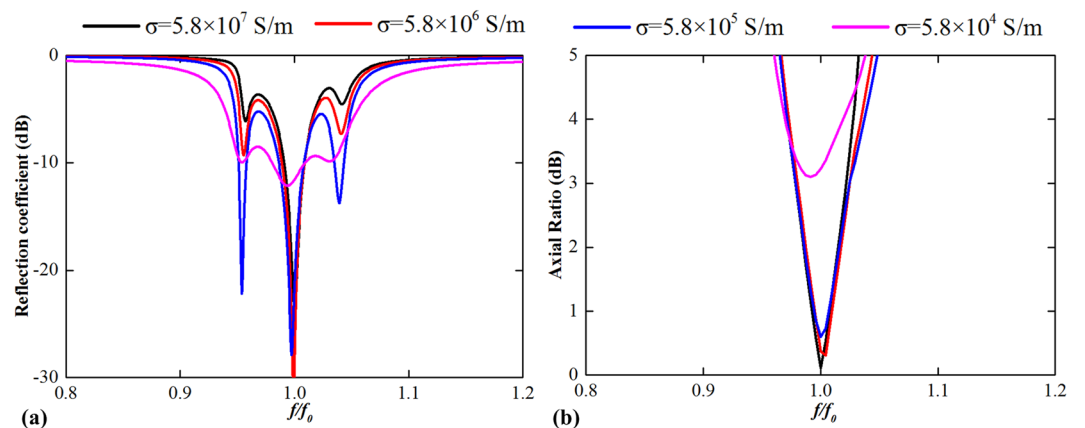 σ=5.8×10⁷ S/m
σ=5.8×10⁶ S/m
σ=5.8×10⁵ S/m
σ=5.8×10⁴ S/m
Reflection coefficient (dB)
0
-10
-20
-30
0.8
0.9
1.0
1.1
1.2
f/f₀
(a)
Axial Ratio (dB)
5
4
3
2
1
0
0.8
0.9
1.0
1.1
1.2
f/f₀
(b)